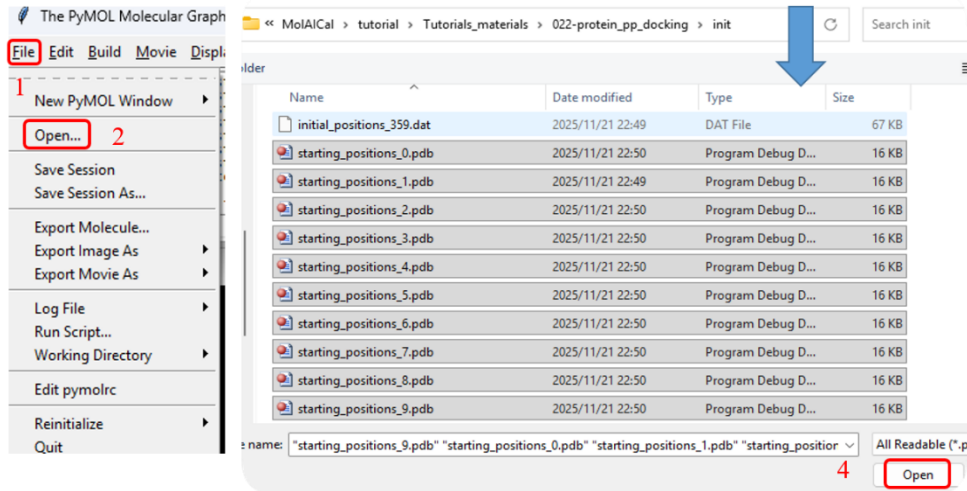 The PyMOL Molecular Graph
File Edit Build Movie Displa
1
New PyMOL Window
Open... 2
Save Session
Save Session As...
Export Molecule...
Export Image As
Export Movie As
Log File
Run Script...
Working Directory
Edit pymolrc
Reinitialize
Quit
« MolAICal › tutorial › Tutorials_materials › 022-protein_pp_docking › init
Search init
older
Name Date modified Type Size
initial_positions_359.dat 2025/11/21 22:49 DAT File 67 KB
starting_positions_0.pdb 2025/11/21 22:50 Program Debug D... 16 KB
starting_positions_1.pdb 2025/11/21 22:49 Program Debug D... 16 KB
starting_positions_2.pdb 2025/11/21 22:50 Program Debug D... 16 KB
starting_positions_3.pdb 2025/11/21 22:50 Program Debug D... 16 KB
starting_positions_4.pdb 2025/11/21 22:50 Program Debug D... 16 KB
starting_positions_5.pdb 2025/11/21 22:50 Program Debug D... 16 KB
starting_positions_6.pdb 2025/11/21 22:50 Program Debug D... 16 KB
starting_positions_7.pdb 2025/11/21 22:50 Program Debug D... 16 KB
starting_positions_8.pdb 2025/11/21 22:50 Program Debug D... 16 KB
starting_positions_9.pdb 2025/11/21 22:50 Program Debug D... 16 KB
e name: "starting_positions_9.pdb" "starting_positions_0.pdb" "starting_positions_1.pdb" "starting_position All Readable (*.p
4 Open